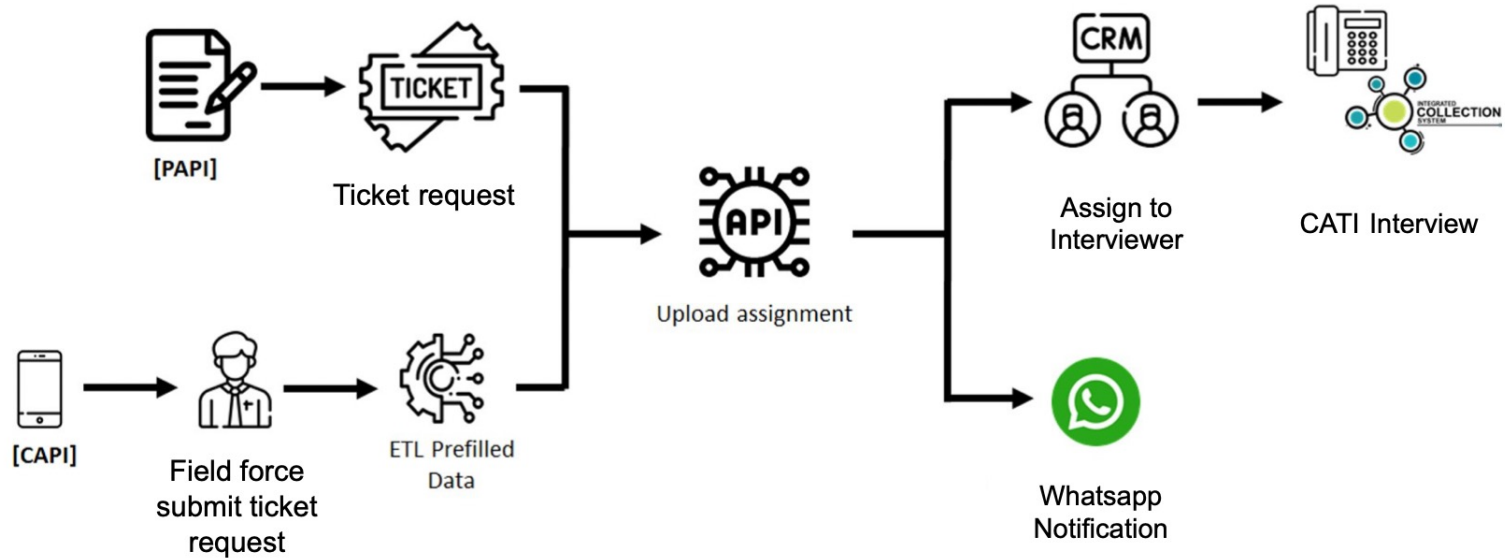 [PAPI]
TICKET
Ticket request
[CAPI]
Field force
submit ticket
request
ETL Prefilled
Data
API
Upload assignment
CRM
Assign to
Interviewer
INTEGRATED
COLLECTION
SYSTEM
CATI Interview
Whatsapp
Notification